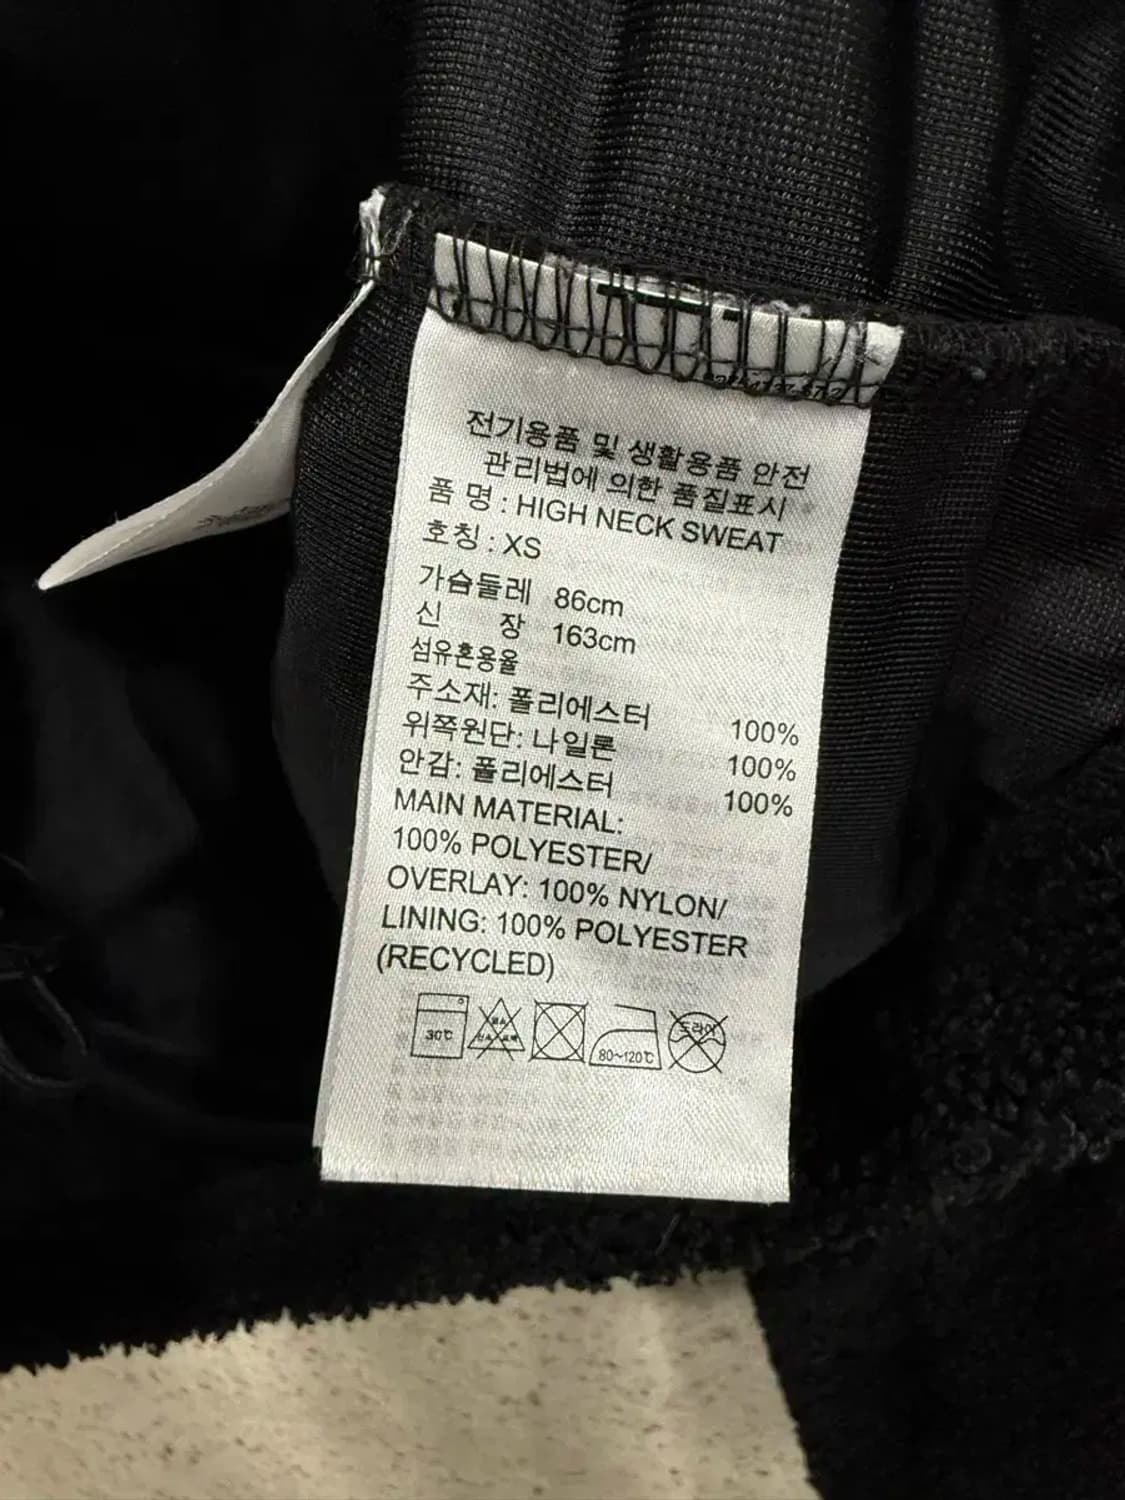 전기용품 및 생활용품 안전
관리법에 의한 품질표시
품 명 : HIGH NECK SWEAT
호칭 : XS
가슴둘레 86cm
신 장 163cm
섬유혼용율
주소재: 폴리에스터 100%
위쪽원단: 나일론 100%
안감: 폴리에스터 100%
MAIN MATERIAL:
100% POLYESTER/
OVERLAY: 100% NYLON/
LINING: 100% POLYESTER
(RECYCLED)
30℃ 80~120℃ 드라이